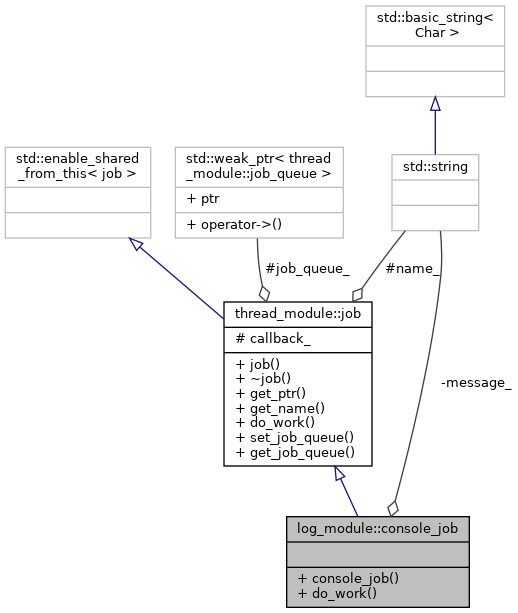 std::basic_string<
Char >
std::enable_shared
_from_this< job >
std::weak_ptr< thread
_module::job_queue >
+ ptr
+ operator->()
std::string
#job_queue_
#name_
thread_module::job
# callback_
+ job()
+ ~job()
+ get_ptr()
+ get_name()
+ do_work()
+ set_job_queue()
+ get_job_queue()
-message_
log_module::console_job
+ console_job()
+ do_work()